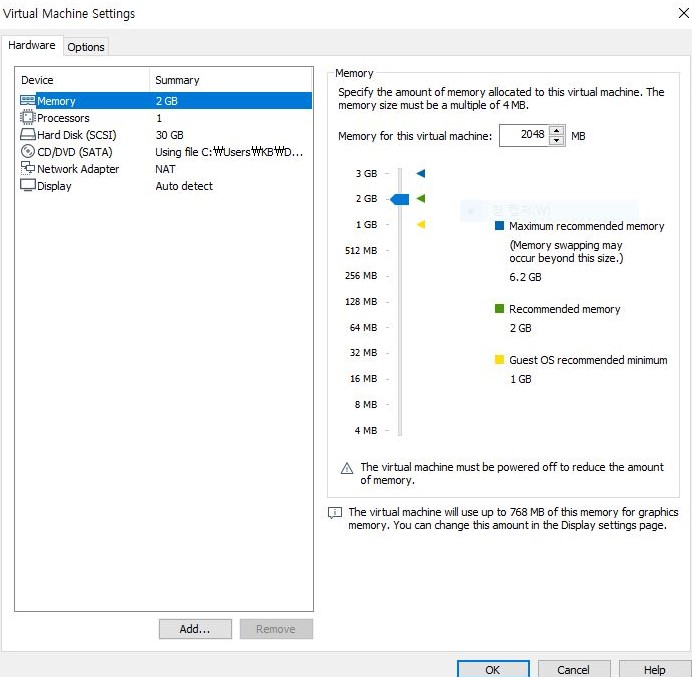 Virtual Machine Settings
Hardware Options
Device Summary
Memory 2 GB
Processors 1
Hard Disk (SCSI) 30 GB
CD/DVD (SATA) Using file C:₩Users₩KB₩D...
Network Adapter NAT
Display Auto detect
Add... Remove
Memory
Specify the amount of memory allocated to this virtual machine. The
memory size must be a multiple of 4 MB.
Memory for this virtual machine: 2048 MB
3 GB
2 GB
1 GB
512 MB
256 MB
128 MB
64 MB
32 MB
16 MB
8 MB
4 MB
Maximum recommended memory
(Memory swapping may
occur beyond this size.)
6.2 GB
Recommended memory
2 GB
Guest OS recommended minimum
1 GB
The virtual machine must be powered off to reduce the amount
of memory.
The virtual machine will use up to 768 MB of this memory for graphics
memory. You can change this amount in the Display settings page.
OK Cancel Help